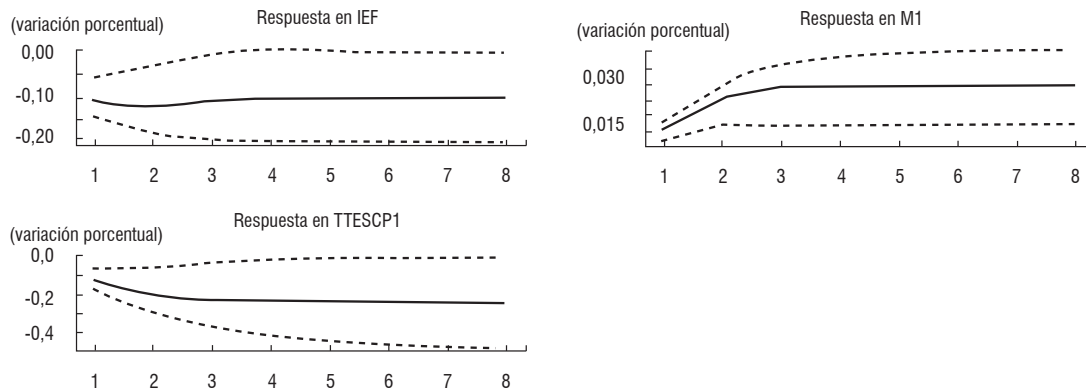 Respuesta en IEF
(variación porcentual)
0,00
-0,10
-0,20
1 2 3 4 5 6 7 8
Respuesta en M1
(variación porcentual)
0,030
0,015
1 2 3 4 5 6 7 8
Respuesta en TTESCP1
(variación porcentual)
0,0
-0,2
-0,4
1 2 3 4 5 6 7 8